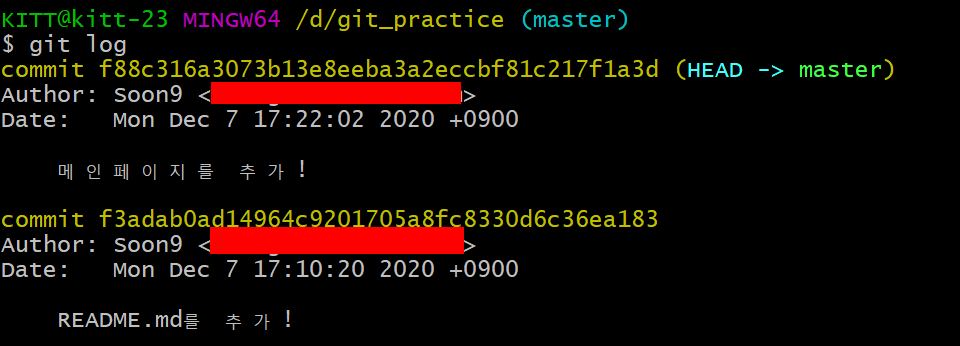 KITT@kitt-23 MINGW64 /d/git_practice (master)
$ git log
commit f88c316a3073b13e8eeba3a2eccbf81c217f1a3d (HEAD -> master)
Author: Soon9 < >
Date:   Mon Dec 7 17:22:02 2020 +0900
메인페이지를 추가!
commit f3adab0ad14964c9201705a8fc8330d6c36ea183
Author: Soon9 < >
Date:   Mon Dec 7 17:10:20 2020 +0900
README.md를 추가!